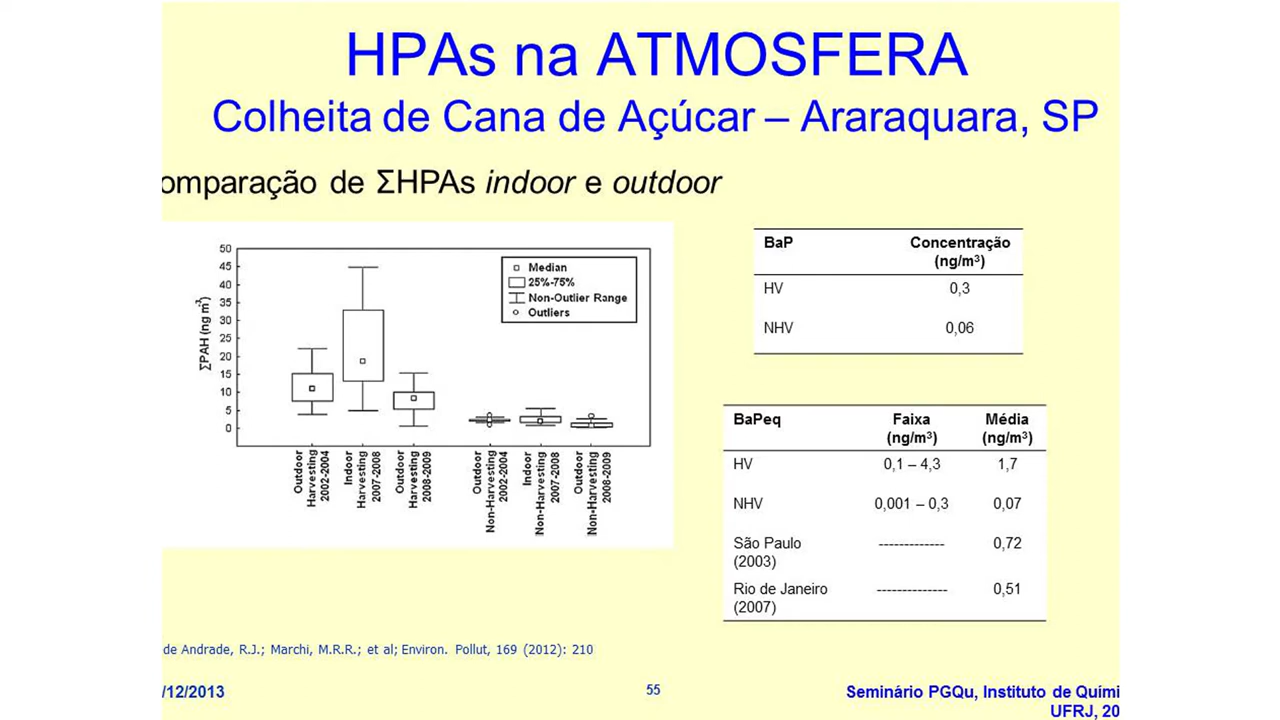 HPAs na ATMOSFERA
Colheita de Cana de Açúcar – Araraquara, SP
omparação de ΣHPAs indoor e outdoor
50
45
40
35
30
25
20
15
10
5
0
ΣPAH (ng m-3)
Median
25%-75%
Non-Outlier Range
Outliers
Outdoor Harvesting 2002-2004
Indoor Harvesting 2007-2008
Outdoor Harvesting 2008-2009
Outdoor Non-Harvesting 2002-2004
Indoor Non-Harvesting 2007-2008
Outdoor Non-Harvesting 2008-2009
BaP Concentração
(ng/m³)
HV 0,3
NHV 0,06
BaPeq Faixa Média
(ng/m³) (ng/m³)
HV 0,1 – 4,3 1,7
NHV 0,001 – 0,3 0,07
São Paulo ------------- 0,72
(2003)
Rio de Janeiro -------------- 0,51
(2007)
de Andrade, R.J.; Marchi, M.R.R.; et al; Environ. Pollut, 169 (2012): 210
/12/2013
55
Seminário PGQu, Instituto de Quími
UFRJ, 20